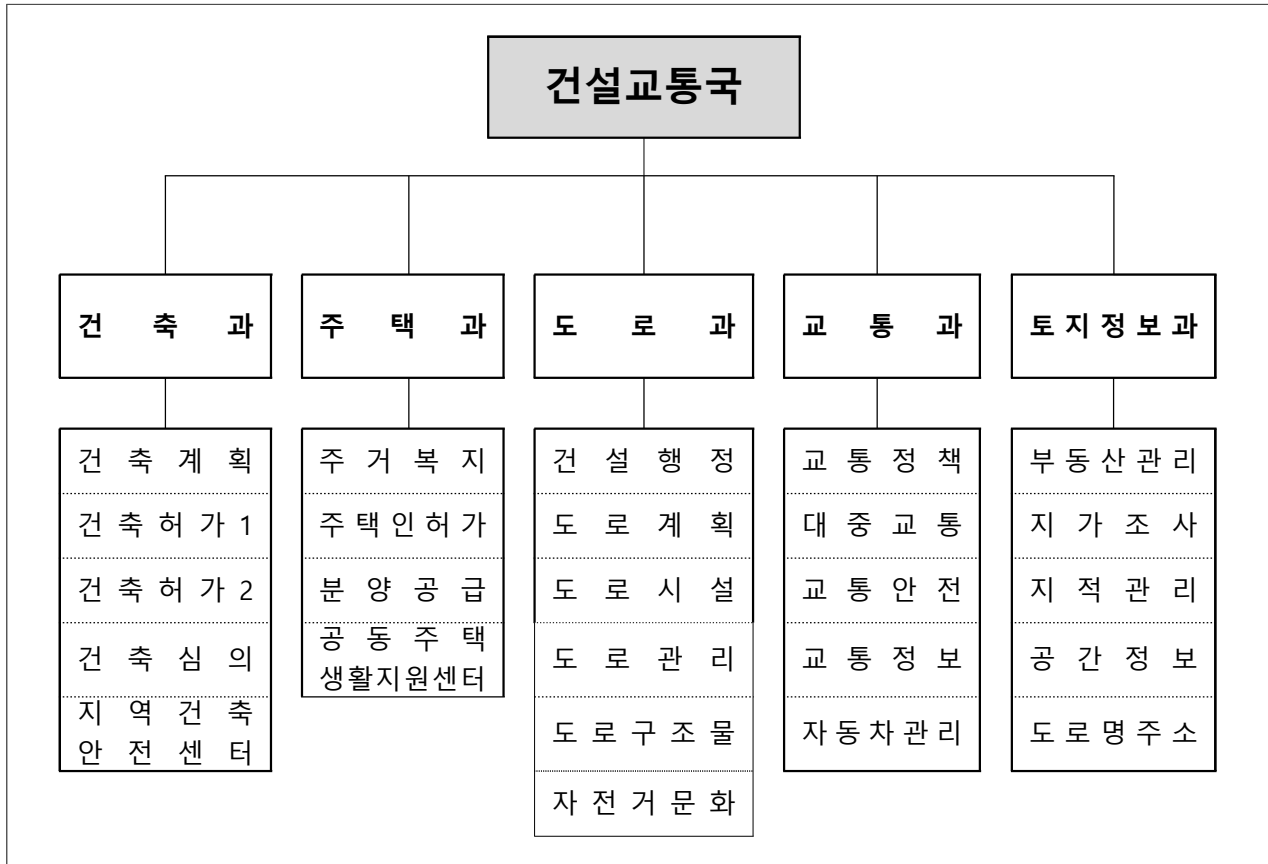 건설교통국
건축과
주택과
도로과
교통과
토지정보과
건축계획
건축허가1
건축허가2
건축심의
지역건축
안전센터
주거복지
주택인허가
분양공급
공동주택
생활지원센터
건설행정
도로계획
도로시설
도로관리
도로구조물
자전거문화
교통정책
대중교통
교통안전
교통정보
자동차관리
부동산관리
지가조사
지적관리
공간정보
도로명주소